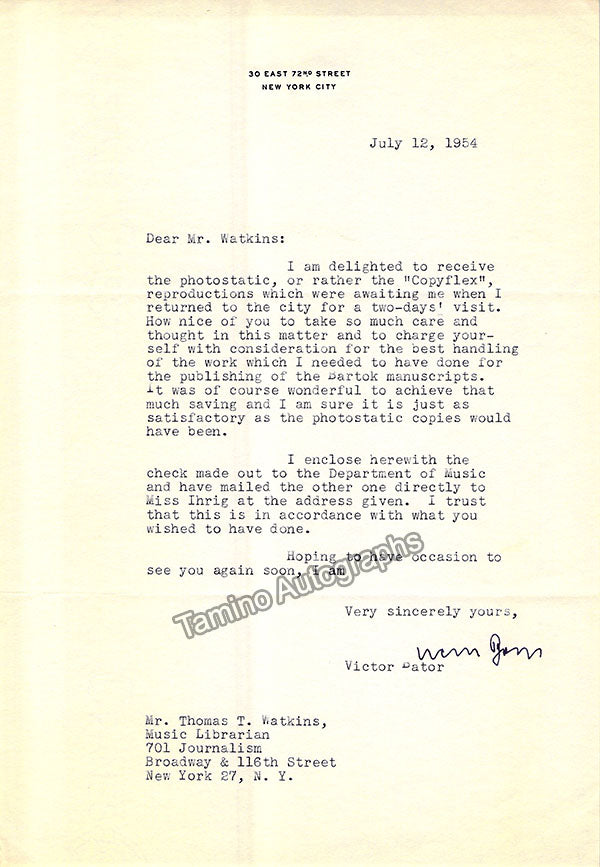 30 EAST 72ND STREET
NEW YORK CITY
July 12, 1954
Dear Mr. Watkins:
I am delighted to receive
the photostatic, or rather the "Copyflex",
reproductions which were awaiting me when I
returned to the city for a two-days' visit.
How nice of you to take so much care and
thought in this matter and to charge your-
self with consideration for the best handling
of the work which I needed to have done for
the publishing of the Bartok manuscripts.
It was of course wonderful to achieve that
much saving and I am sure it is just as
satisfactory as the photostatic copies would
have been.
I enclose herewith the
check made out to the Department of Music
and have mailed the other one directly to
Miss Ihrig at the address given. I trust
that this is in accordance with what you
wished to have done.
Hoping to have occasion to
see you again soon, I am
Tamino Autographs
Very sincerely yours,
Victor Bator
Mr. Thomas T. Watkins,
Music Librarian
701 Journalism
Broadway & 116th Street
New York 27, N. Y.